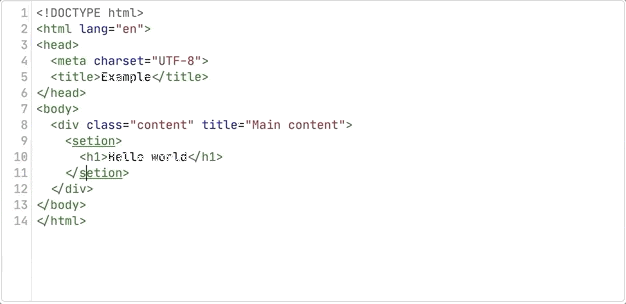 1 <!DOCTYPE html>
2 <html lang="en">
3 <head>
4 <meta charset="UTF-8">
5 <title>Example</title>
6 </head>
7 <body>
8 <div class="content" title="Main content">
9 <setion>
10 <h1>Hello world</h1>
11 </setion>
12 </div>
13 </body>
14 </html>